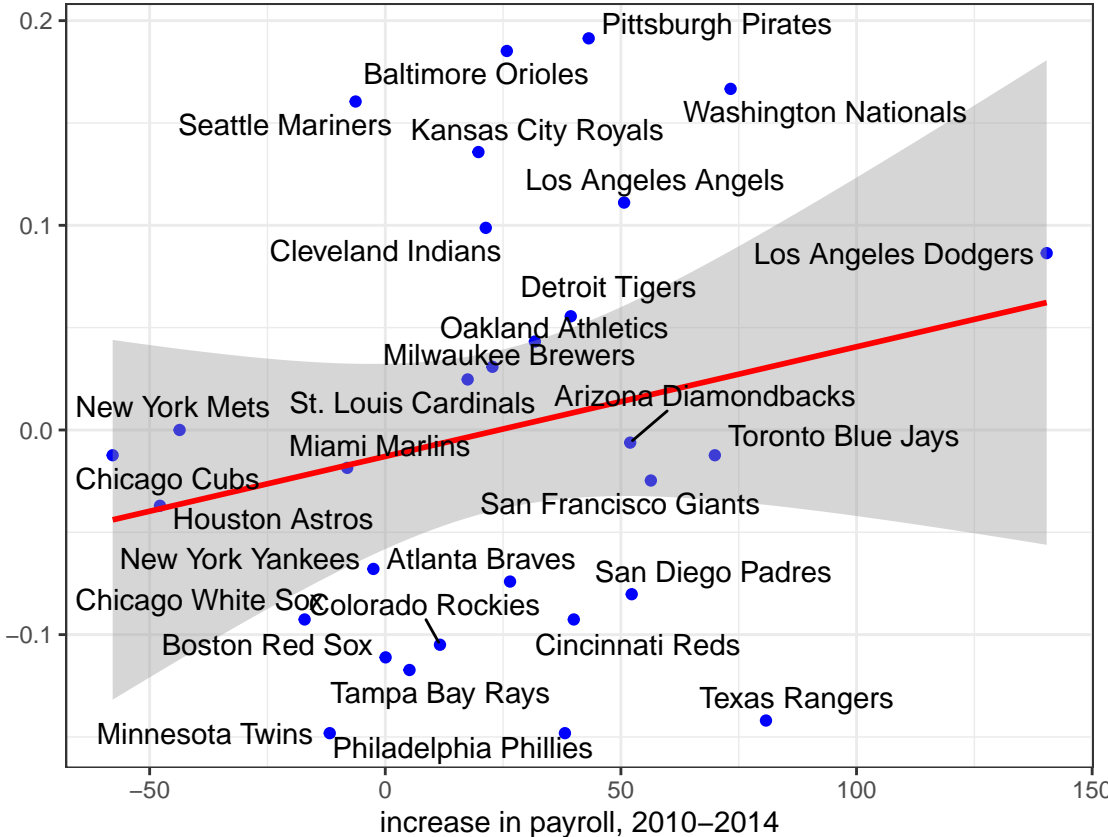 0.2
Pittsburgh Pirates
Baltimore Orioles
Washington Nationals
Seattle Mariners
Kansas City Royals
Los Angeles Angels
0.1
Cleveland Indians
Los Angeles Dodgers
Detroit Tigers
Oakland Athletics
Milwaukee Brewers
Arizona Diamondbacks
New York Mets
St. Louis Cardinals
0.0
Miami Marlins
Toronto Blue Jays
Chicago Cubs
San Francisco Giants
Houston Astros
New York Yankees
Atlanta Braves
San Diego Padres
Chicago White Sox
Colorado Rockies
−0.1
Boston Red Sox
Cincinnati Reds
Tampa Bay Rays
Texas Rangers
Minnesota Twins
Philadelphia Phillies
−50 0 50 100 150
increase in payroll, 2010−2014